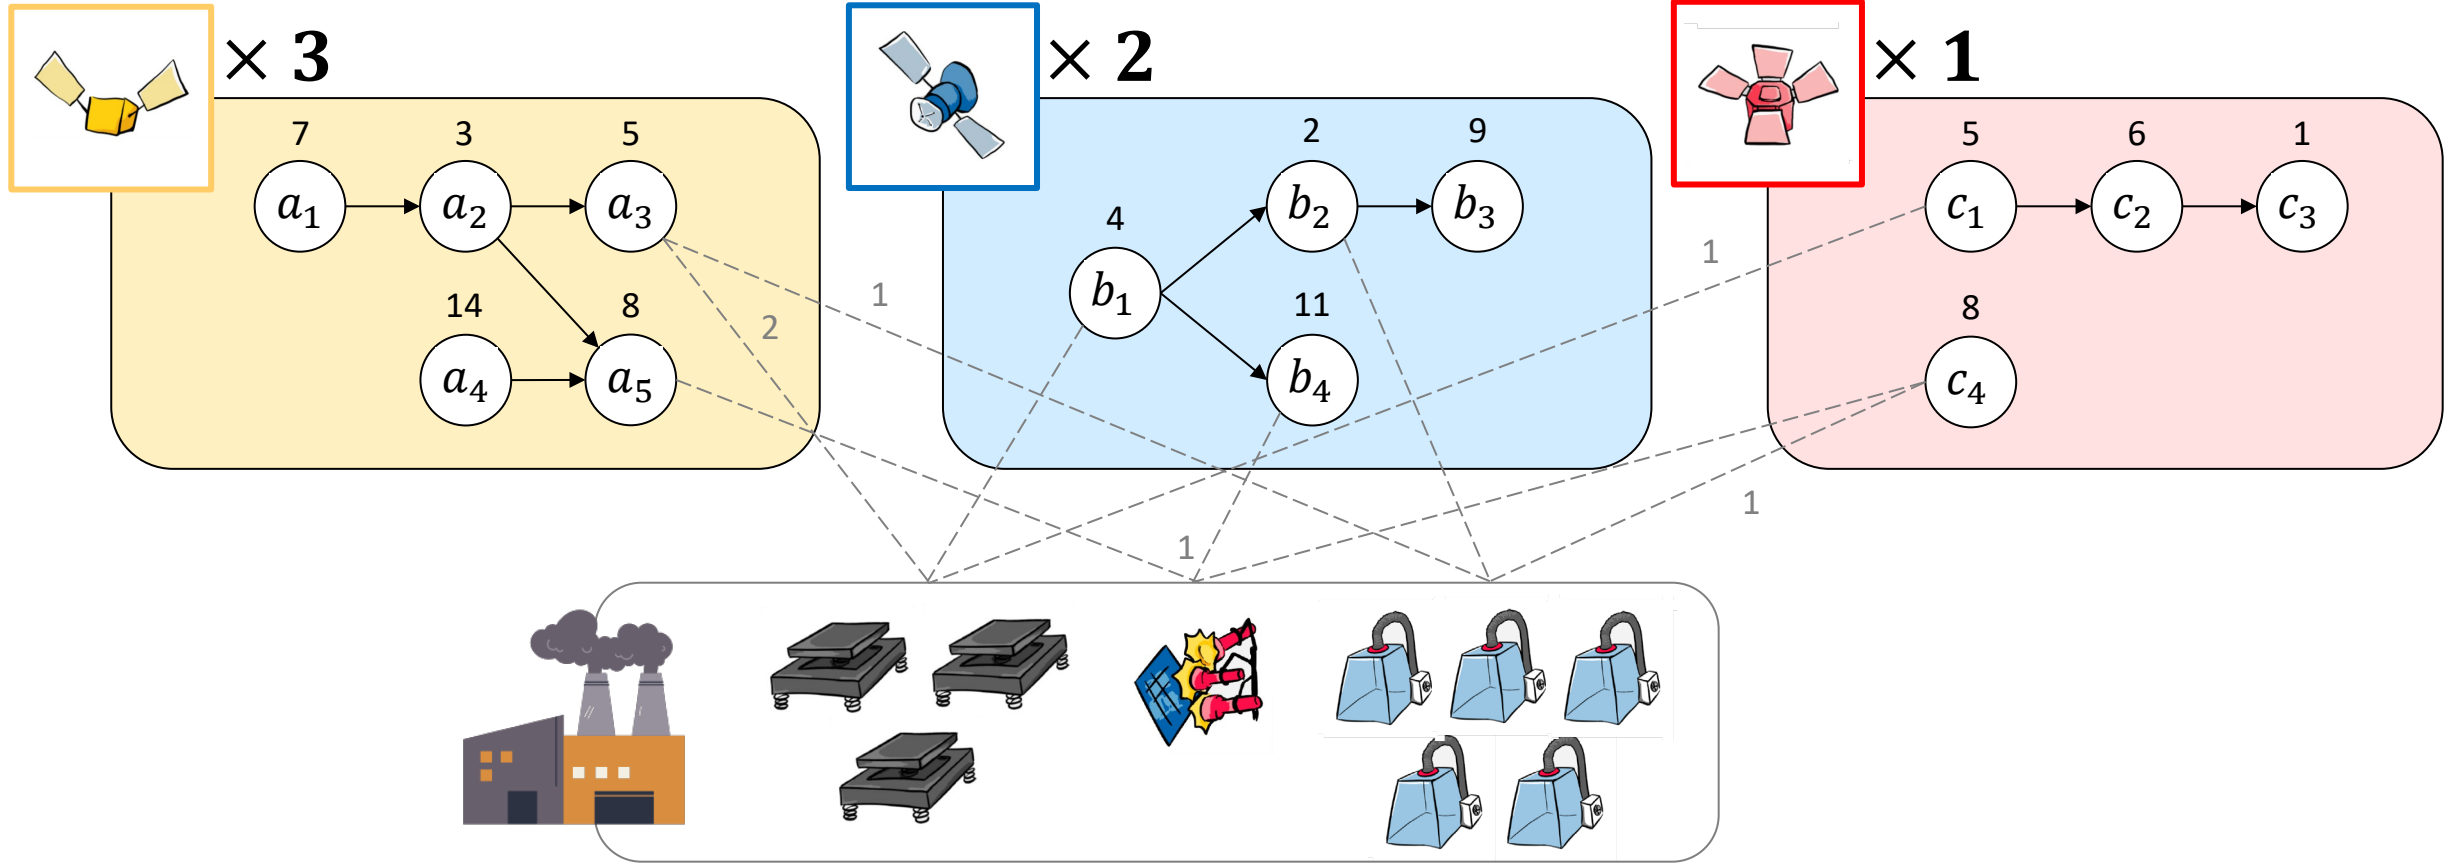 × 3
× 2
× 1
7 3 5
a₁ a₂ a₃
14 8
a₄ a₅
2 9
4
b₂ b₃
b₁
11
b₄
5 6 1
c₁ c₂ c₃
8
c₄
1
2
1
1
1